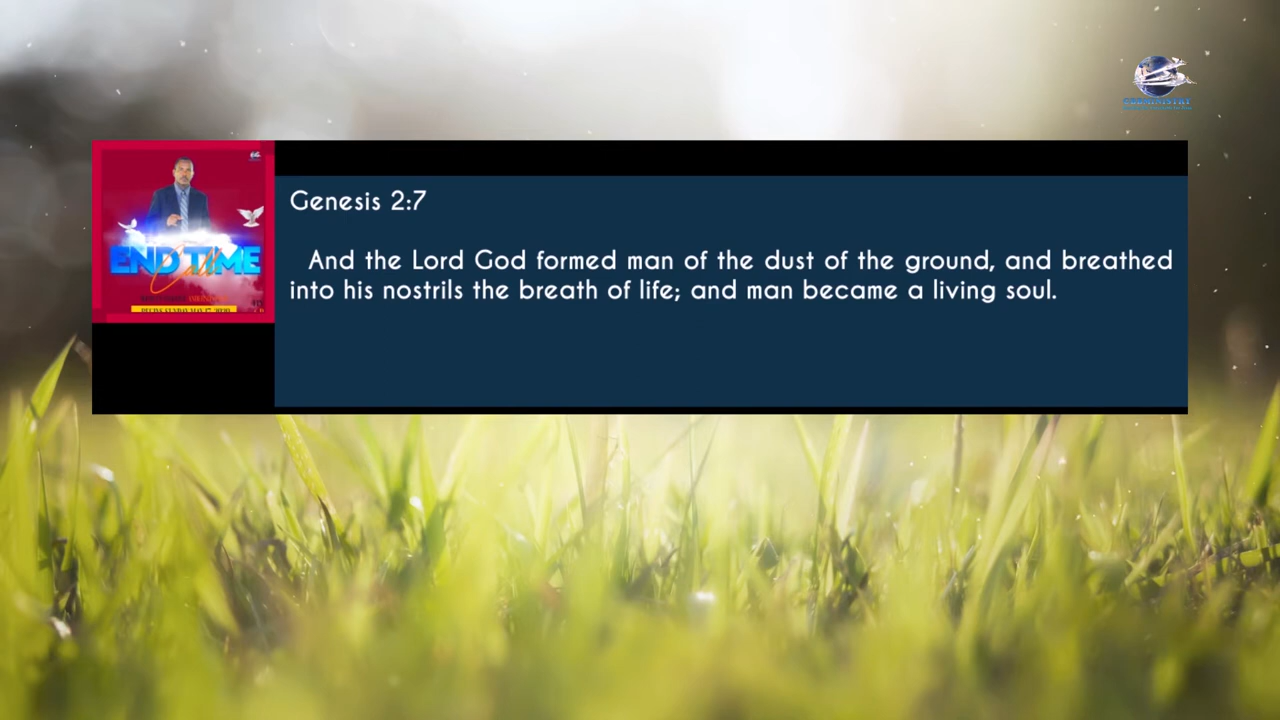 Genesis 2:7
And the Lord God formed man of the dust of the ground, and breathed
into his nostrils the breath of life; and man became a living soul.
END TIME
Call